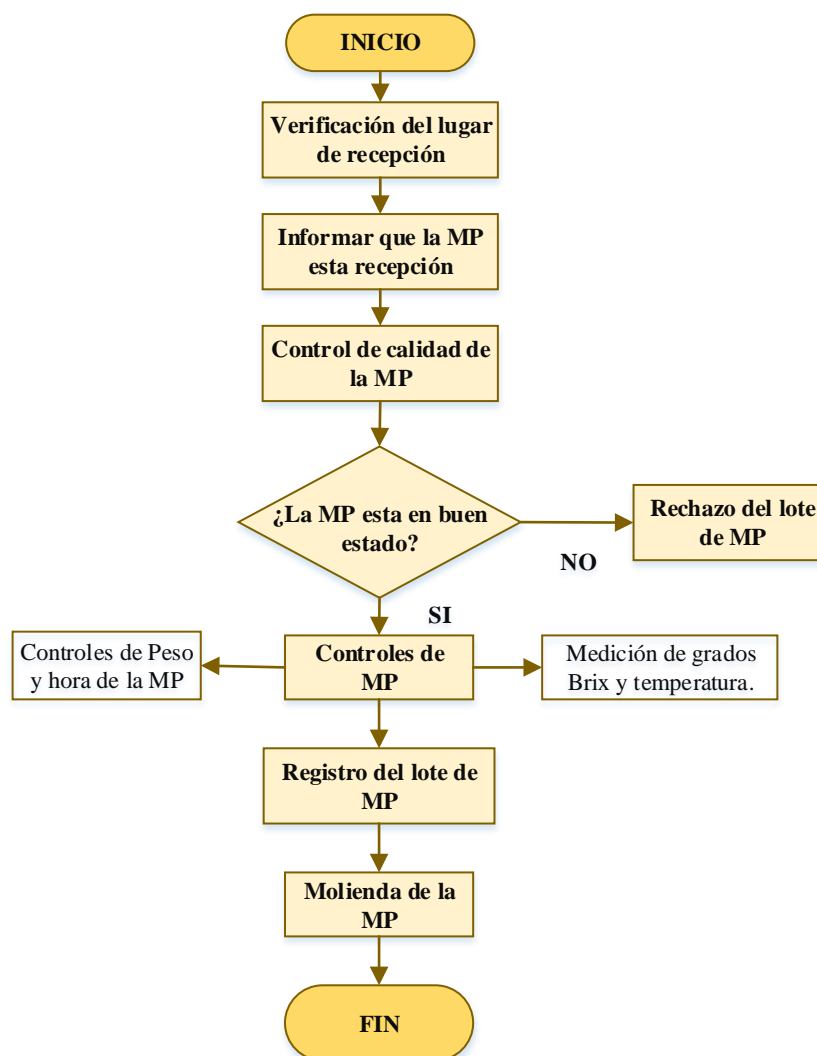 INICIO
Verificación del lugar
de recepción
Informar que la MP
esta recepción
Control de calidad de
la MP
¿La MP esta en buen
estado?
Rechazo del lote
de MP
NO
SI
Controles de Peso
y hora de la MP
Controles de
MP
Medición de grados
Brix y temperatura.
Registro del lote de
MP
Molienda de la
MP
FIN